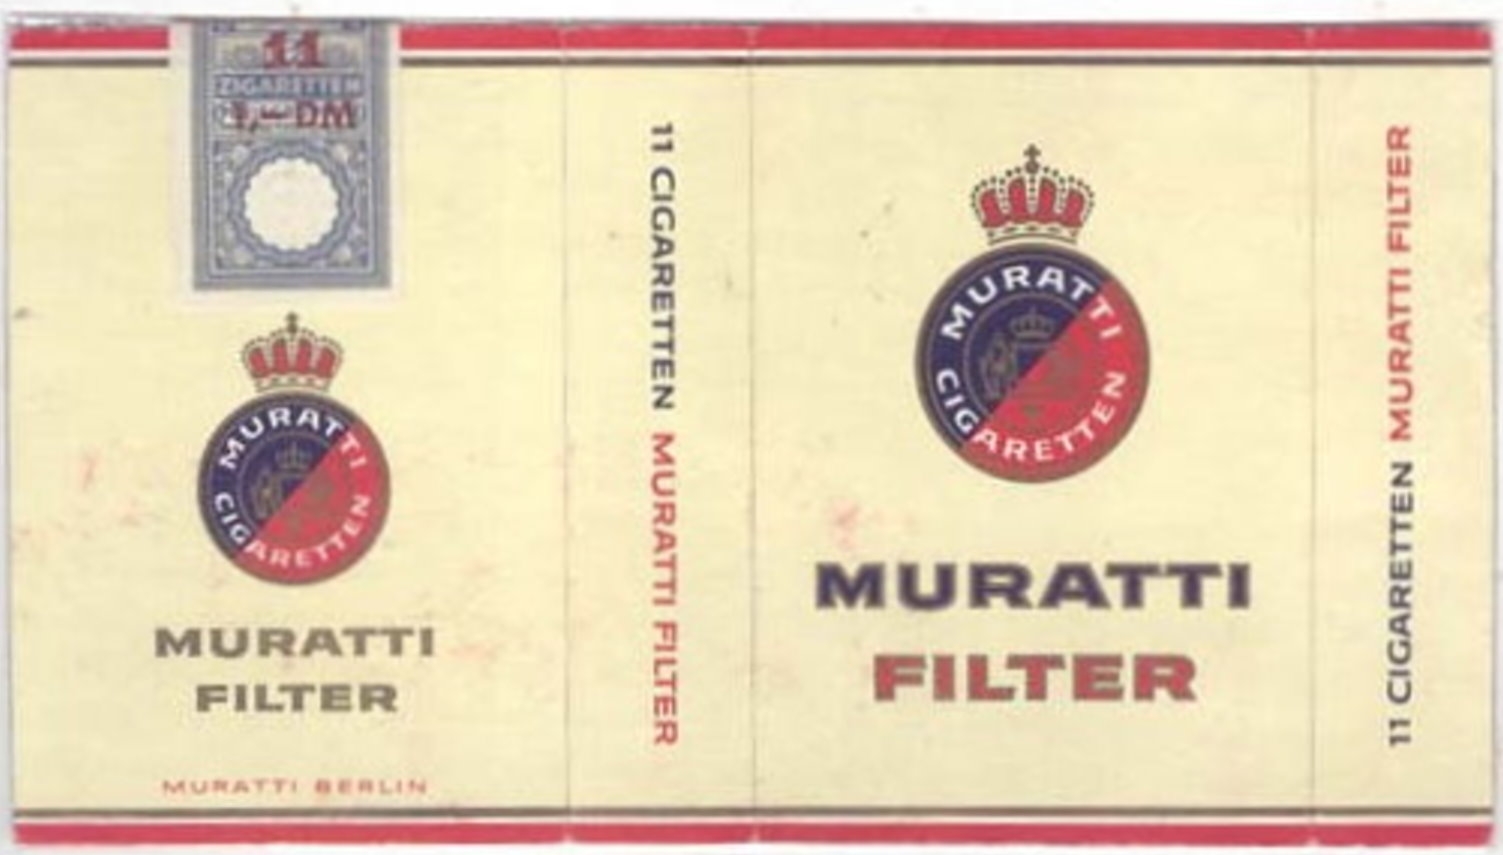 11
ZIGARETTEN
1,— DM
MURATTI
CIGARETTEN
MURATTI
FILTER
MURATTI BERLIN
11 CIGARETTEN MURATTI FILTER
MURATTI
CIGARETTEN
MURATTI
FILTER
11 CIGARETTEN MURATTI FILTER